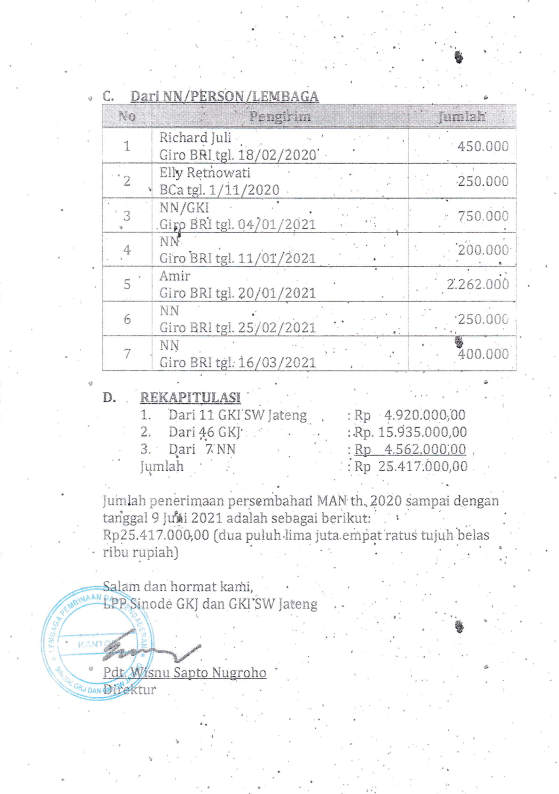 C. Dari NN/PERSON/LEMBAGA
No Pengirim Jumlah
1 Richard Juli 450.000
Giro BRI tgl. 18/02/2020
2 Elly Retnowati 250.000
BCa tgl. 1/11/2020
3 NN/GKI 750.000
Giro BRI tgl. 04/01/2021
4 NN 200.000
Giro BRI tgl. 11/01/2021
5 Amir 2.262.000
Giro BRI tgl. 20/01/2021
6 NN 250.000
Giro BRI tgl. 25/02/2021
7 NN 400.000
Giro BRI tgl. 16/03/2021
D. REKAPITULASI
1. Dari 11 GKI SW Jateng : Rp 4.920.000,00
2. Dari 46 GKJ : Rp. 15.935.000,00
3. Dari 7 NN : Rp 4.562.000,00
Jumlah : Rp 25.417.000,00
Jumlah penerimaan persembahan MAN th. 2020 sampai dengan
tanggal 9 Juni 2021 adalah sebagai berikut:
Rp25.417.000,00 (dua puluh lima juta empat ratus tujuh belas
ribu rupiah)
Salam dan hormat kami,
LPP Sinode GKJ dan GKI SW Jateng
KANTOR
Pdt. Wisnu Sapto Nugroho
Direktur